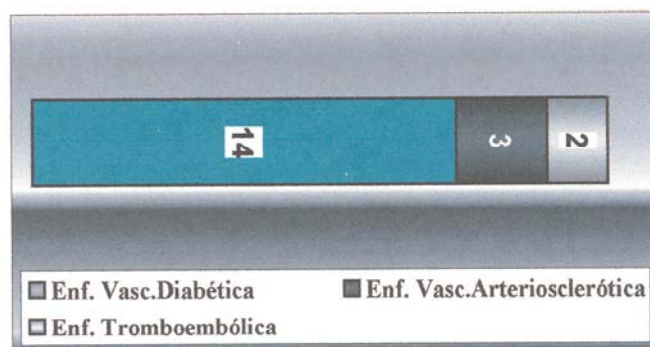 14
3
2
Enf. Vasc.Diabética
Enf. Vasc.Arteriosclerótica
Enf. Tromboembólica